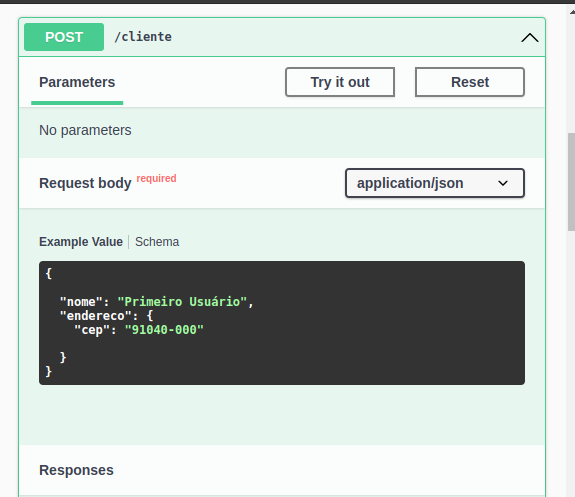 POST /cliente
Parameters Try it out Reset
No parameters
Request body required application/json
Example Value Schema
{
"nome": "Primeiro Usuário",
"endereco": {
"cep": "91040-000"
}
}
Responses